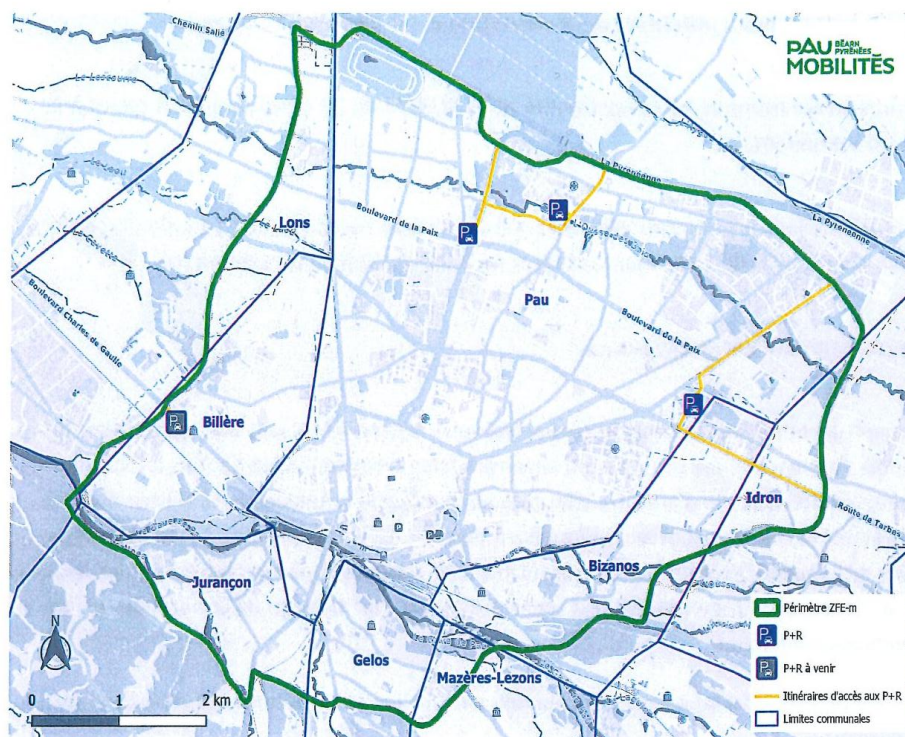 Chemin Salié
PAU BÉARN
PYRÉNÉES
MOBILITÉS
La Pyrénéenne
Lons
Boulevard de la Paix
La Pyrénéenne
Pau
Boulevard Charles de Gaulle
Boulevard de la Paix
Billère
Idron
Route de Tarbes
Jurançon
Bizanos
Gelos
Mazères-Lezons
N
0 1 2 km
Périmètre ZFE-m
P+R
P+R à venir
Itinéraires d'accès aux P+R
Limites communales